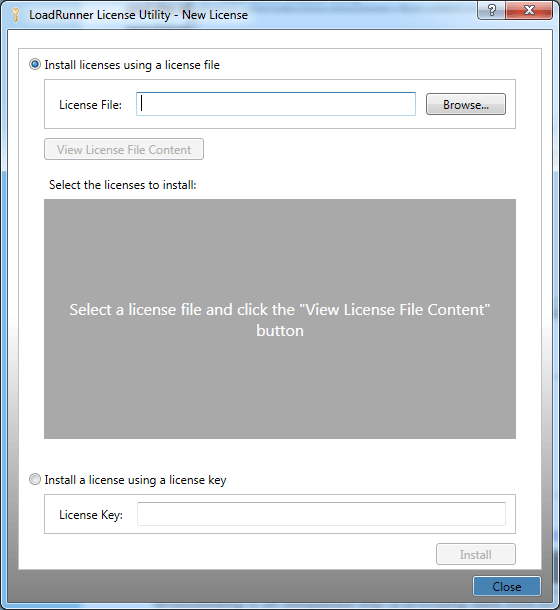 LoadRunner License Utility - New License
Install licenses using a license file
License File:
Browse...
View License File Content
Select the licenses to install:
Select a license file and click the "View License File Content"
button
Install a license using a license key
License Key:
Install
Close